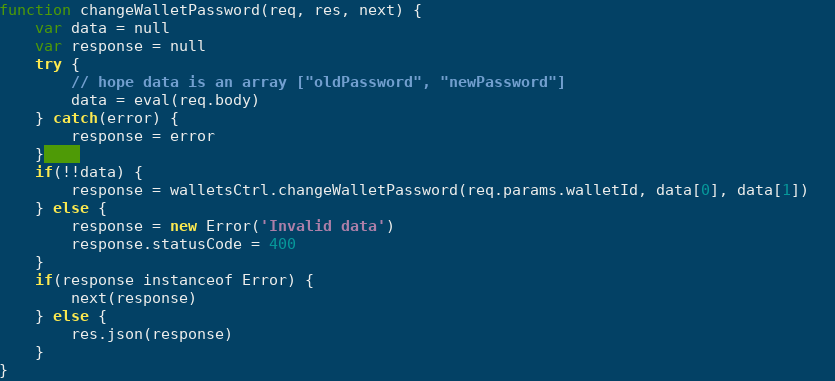 function changeWalletPassword(req, res, next) {
    var data = null
    var response = null
    try {
        // hope data is an array ["oldPassword", "newPassword"]
        data = eval(req.body)
    } catch(error) {
        response = error
    }
    if(!!data) {
        response = walletsCtrl.changeWalletPassword(req.params.walletId, data[0], data[1])
    } else {
        response = new Error('Invalid data')
        response.statusCode = 400
    }
    if(response instanceof Error) {
        next(response)
    } else {
        res.json(response)
    }
}